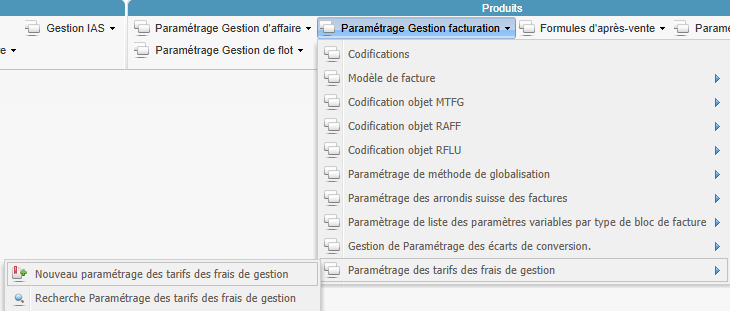 Produits
Gestion IAS
Paramétrage Gestion d'affaire
Paramétrage Gestion facturation
Formules d'après-vente
Paramé
re
Paramétrage Gestion de flot
Codifications
Modèle de facture
Codification objet MTFG
Codification objet RAFF
Codification objet RFLU
Paramétrage de méthode de globalisation
Paramétrage des arrondis suisse des factures
Paramètrage de liste des paramètres variables par type de bloc de facture
Gestion de Paramétrage des écarts de conversion.
Paramétrage des tarifs des frais de gestion
Nouveau paramétrage des tarifs des frais de gestion
Recherche Paramétrage des tarifs des frais de gestion